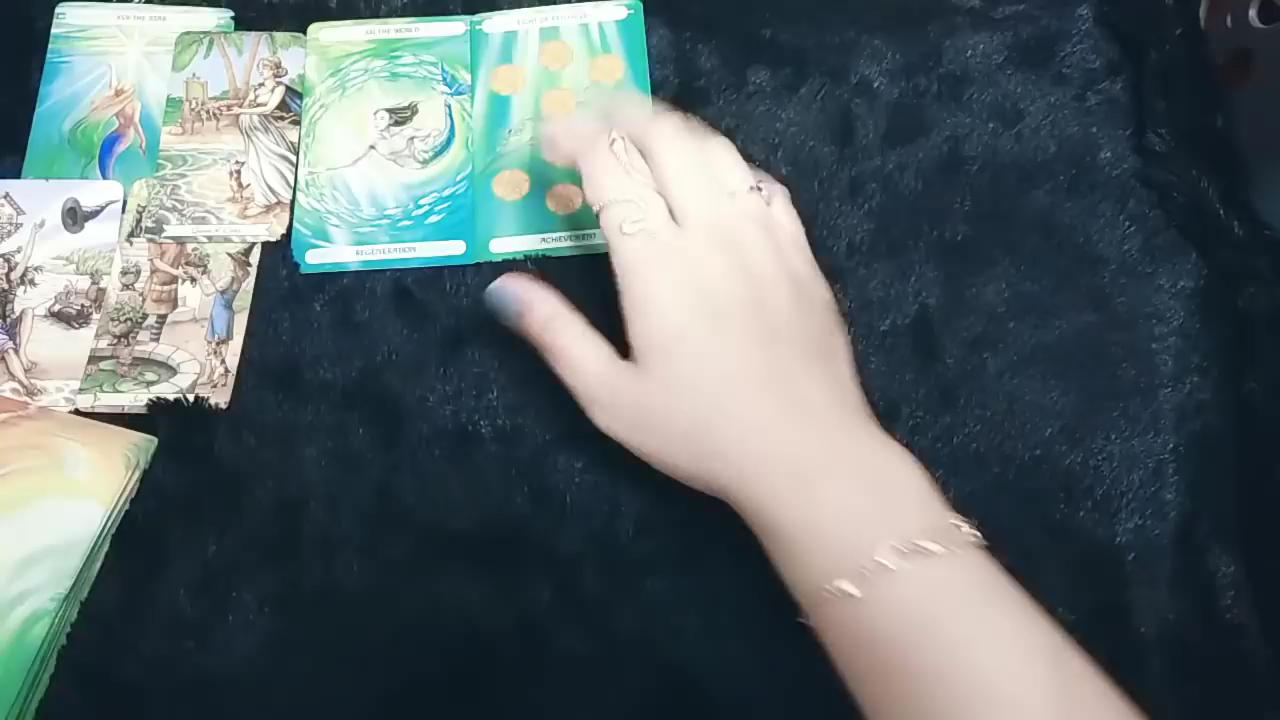 XVII THE STAR
XXI THE WORLD
EIGHT OF PENTACLES
REGENERATION
ACHIEVEMENT